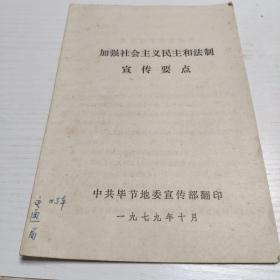 加强社会主义民主和法制
宣传要点
中共毕节地委宣传部翻印
一九七九年十月